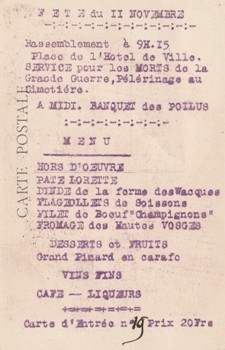 FETE du II NOVEMBRE
Rassemblement à 9H.I5
Place de l'Hotel de Ville.
SERVICE pour les MORTS de la
Grande Guerre, Pélérinage au
Cimetiére.
A MIDI. BANQUET des POILUS
MENU
HORS D'OEUVRE
PATE LORETTE
DINDE de la ferme des Wacques
FLAGEOLLETS de Soissons
FILET de Boeuf "Champignons"
FROMAGE des Hautes VOSGES
DESSERTS et FRUITS
Grand Pinard en carafe
VINS FINS
CAFE -- LIQUEURS
Carte d'Entrée n° 19 Prix 20Frs
CARTE POSTALE